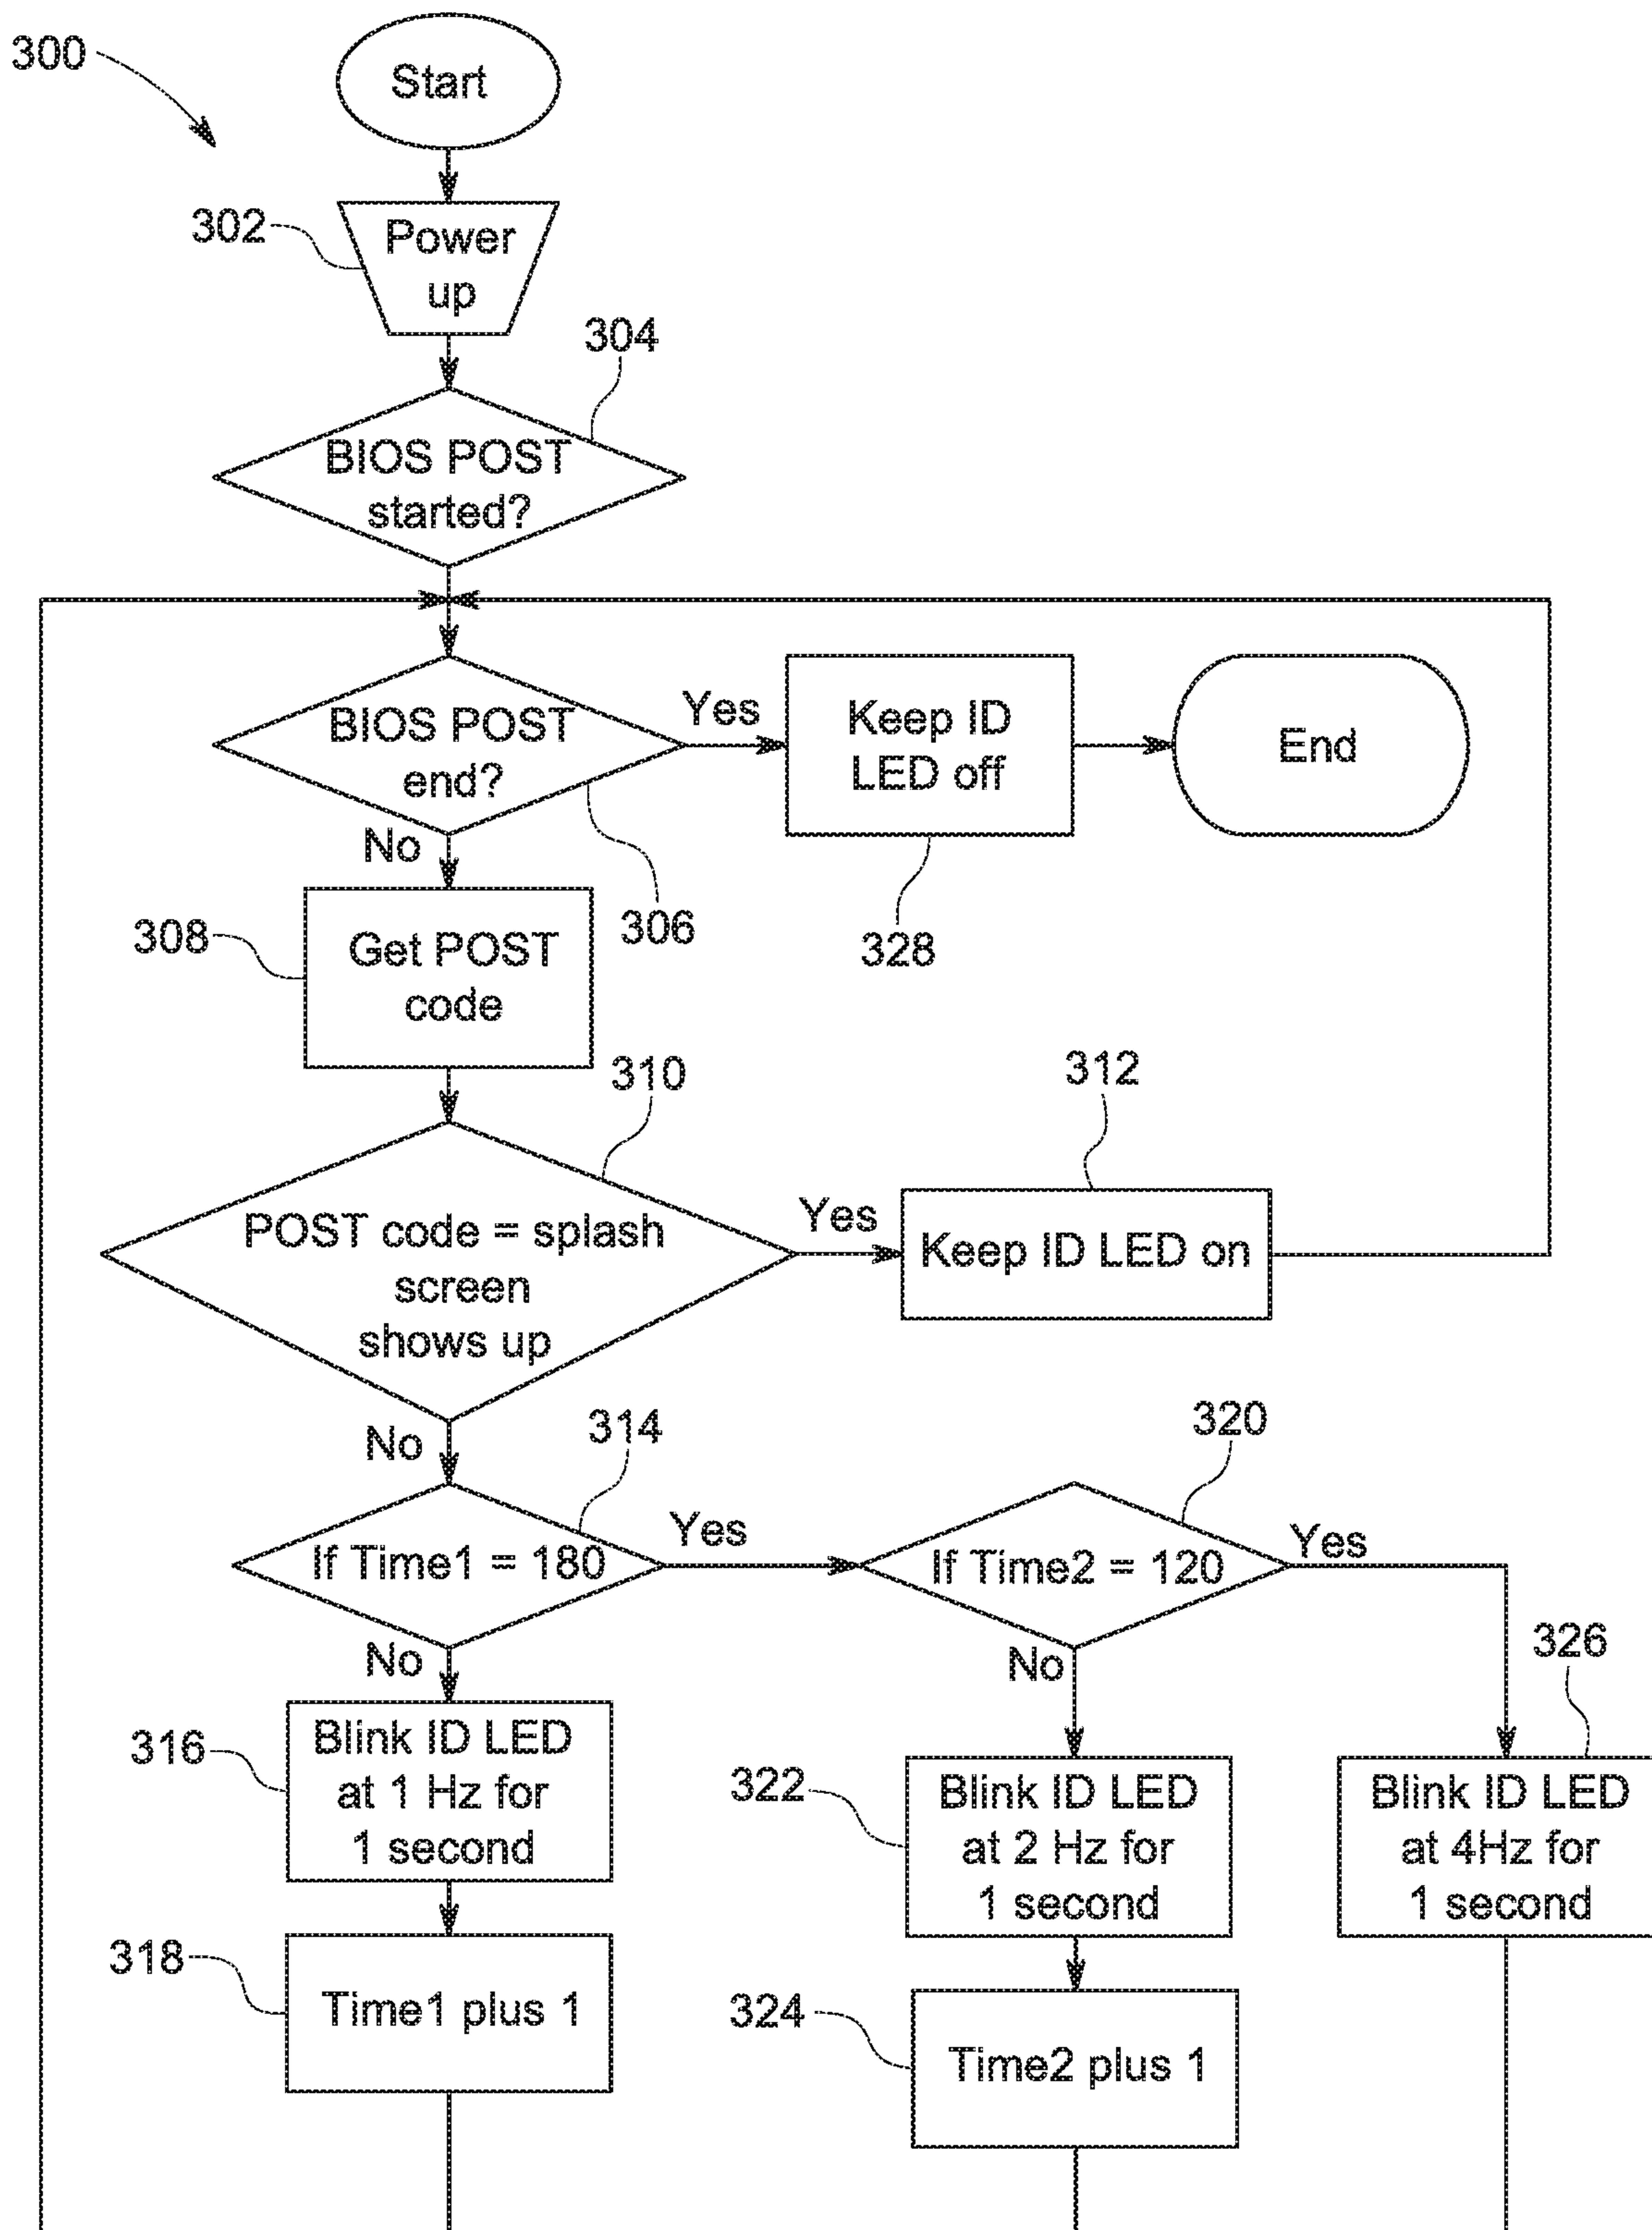 300
Start
302
Power
up
304
BIOS POST
started?
BIOS POST
end?
Yes
Keep ID
LED off
End
No
306
328
308
Get POST
code
310
312
POST code = splash
screen
shows up
Yes
Keep ID LED on
No
314
320
If Time1 = 180
Yes
If Time2 = 120
Yes
No
No
326
316
Blink ID LED
at 1 Hz for
1 second
322
Blink ID LED
at 2 Hz for
1 second
Blink ID LED
at 4Hz for
1 second
318
Time1 plus 1
324
Time2 plus 1